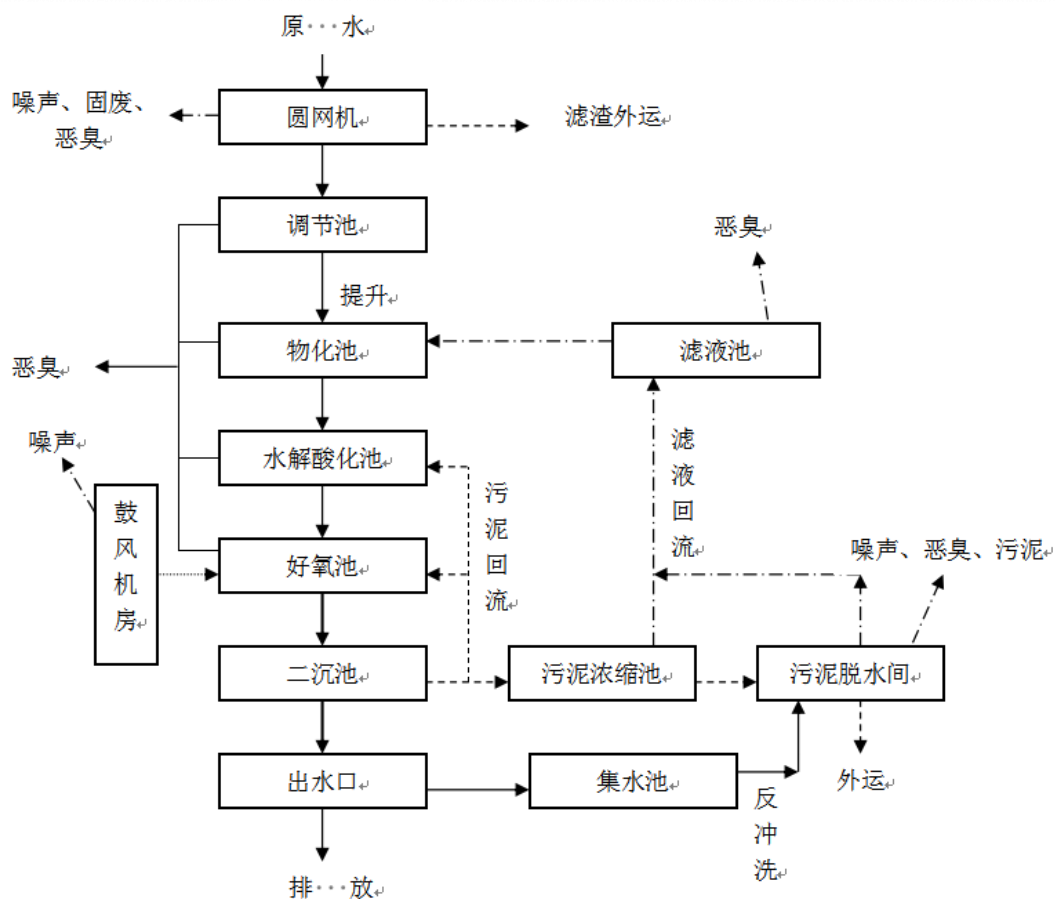 原···水
噪声、固废、
恶臭
圆网机
滤渣外运
调节池
恶臭
提升
物化池
滤液池
恶臭
噪声
水解酸化池
污泥回流
滤液回流
鼓风机房
好氧池
噪声、恶臭、污泥
二沉池
污泥浓缩池
污泥脱水间
出水口
集水池
反冲洗
外运
排···放